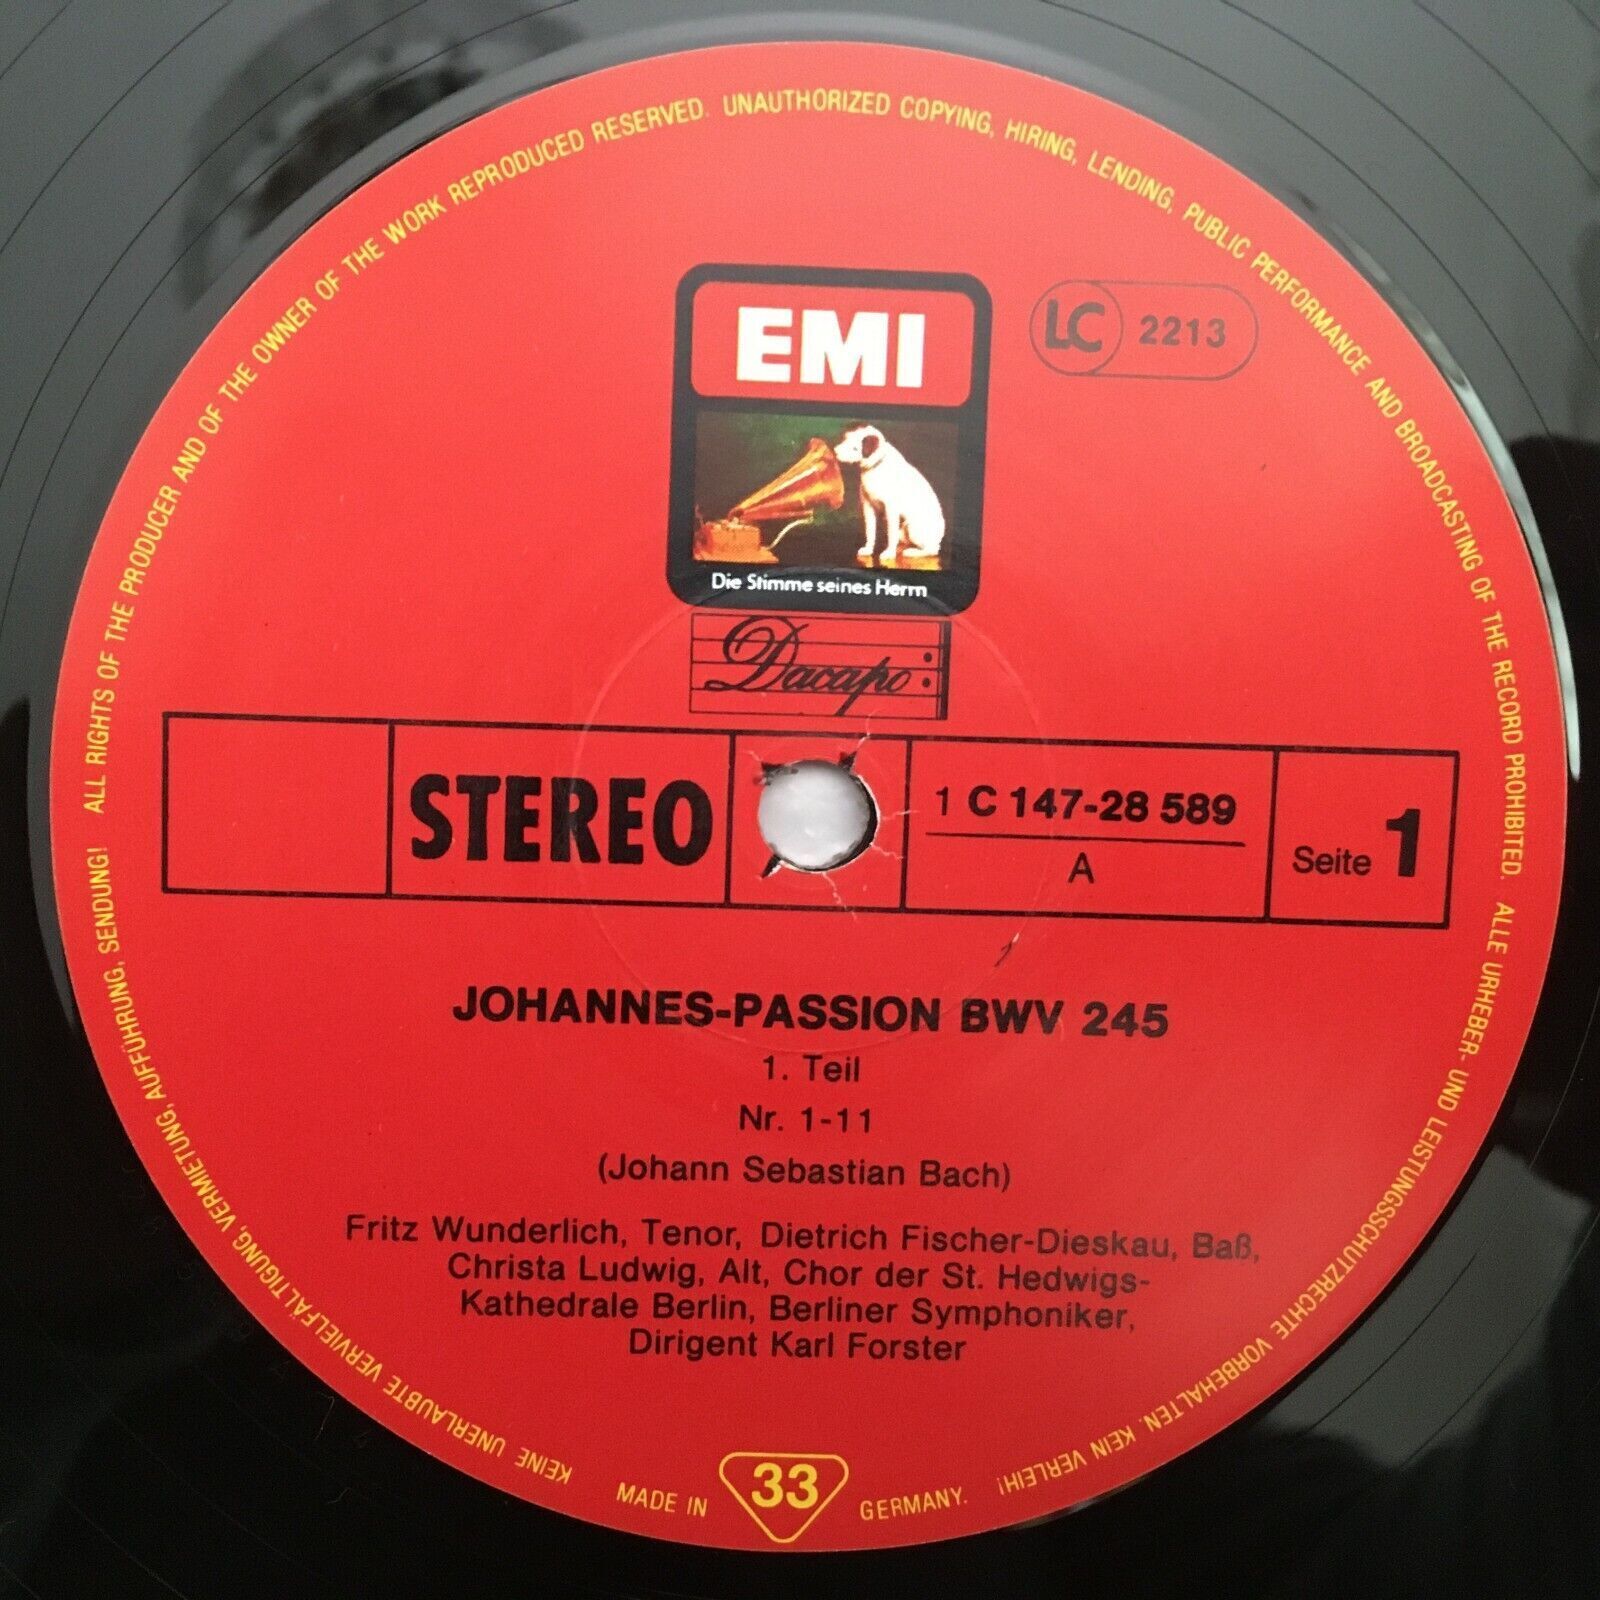 ALL RIGHTS OF THE PRODUCER AND OF THE OWNER OF THE WORK REPRODUCED RESERVED. UNAUTHORIZED COPYING, HIRING, LENDING, PUBLIC PERFORMANCE AND BROADCASTING OF THE RECORD PROHIBITED.
EMI
LC 2213
Die Stimme seines Herrn
Dacapo
STEREO
1 C 147-28 589
A
Seite 1
JOHANNES-PASSION BWV 245
1. Teil
Nr. 1-11
(Johann Sebastian Bach)
Fritz Wunderlich, Tenor, Dietrich Fischer-Dieskau, Baß,
Christa Ludwig, Alt, Chor der St. Hedwigs-
Kathedrale Berlin, Berliner Symphoniker,
Dirigent Karl Forster
ALLE URHEBER- UND LEISTUNGSSCHUTZRECHTE VORBEHALTEN. KEIN VERLEIH!
KEINE UNERLAUBTE VERVIELFÄLTIGUNG, VERMIETUNG, AUFFÜHRUNG, SENDUNG!
MADE IN 33 GERMANY.